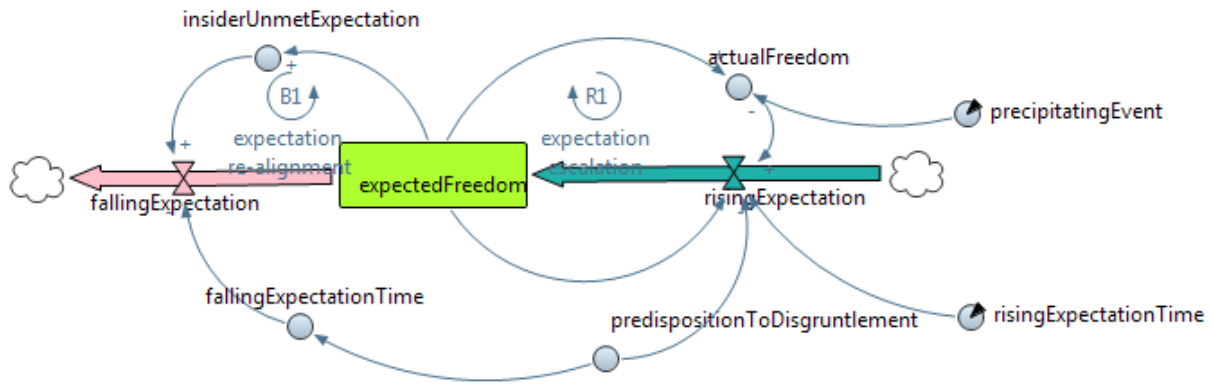 insiderUnmetExpectation
actualFreedom
+
+
B1
R1
-
precipitatingEvent
expectation
re-alignment
expectation
escalation
+
+
expectedFreedom
fallingExpectation
risingExpectation
-
fallingExpectationTime
predispositionToDisgruntlement
risingExpectationTime